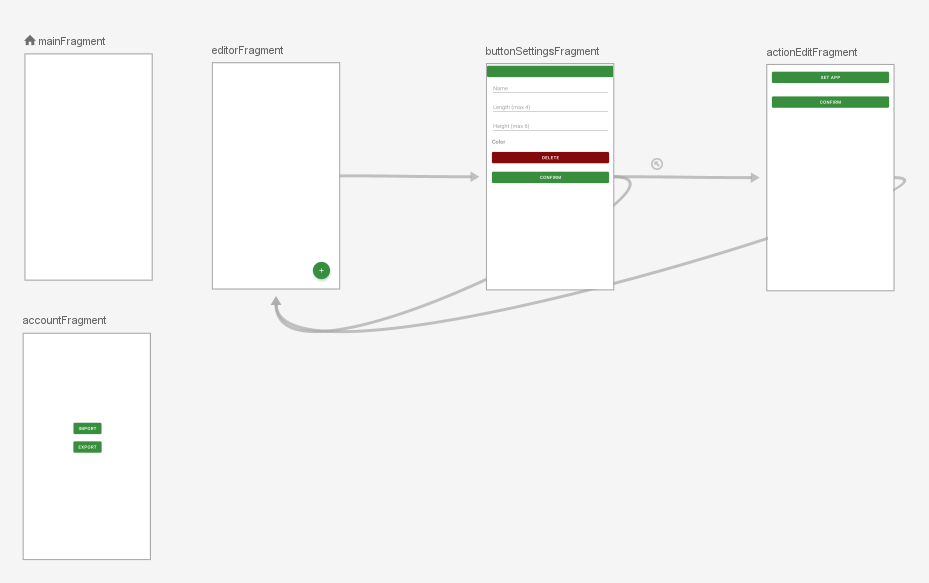 mainFragment
editorFragment
buttonSettingsFragment
actionEditFragment
Name
Length (max 4)
Height (max 6)
Color
DELETE
CONFIRM
SET APP
CONFIRM
+
accountFragment
IMPORT
EXPORT